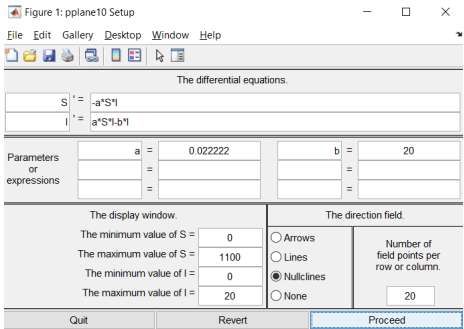 Figure 1: pplane10 Setup
File Edit Gallery Desktop Window Help
The differential equations.
S ' = -a*S*I
I ' = a*S*I-b*I
Parameters
or
expressions
a = 0.022222 b = 20
= =
= =
The display window.
The minimum value of S = 0
The maximum value of S = 1100
The minimum value of I = 0
The maximum value of I = 20
The direction field.
Arrows
Lines
Nullclines
None
Number of
field points per
row or column.
20
Quit Revert Proceed